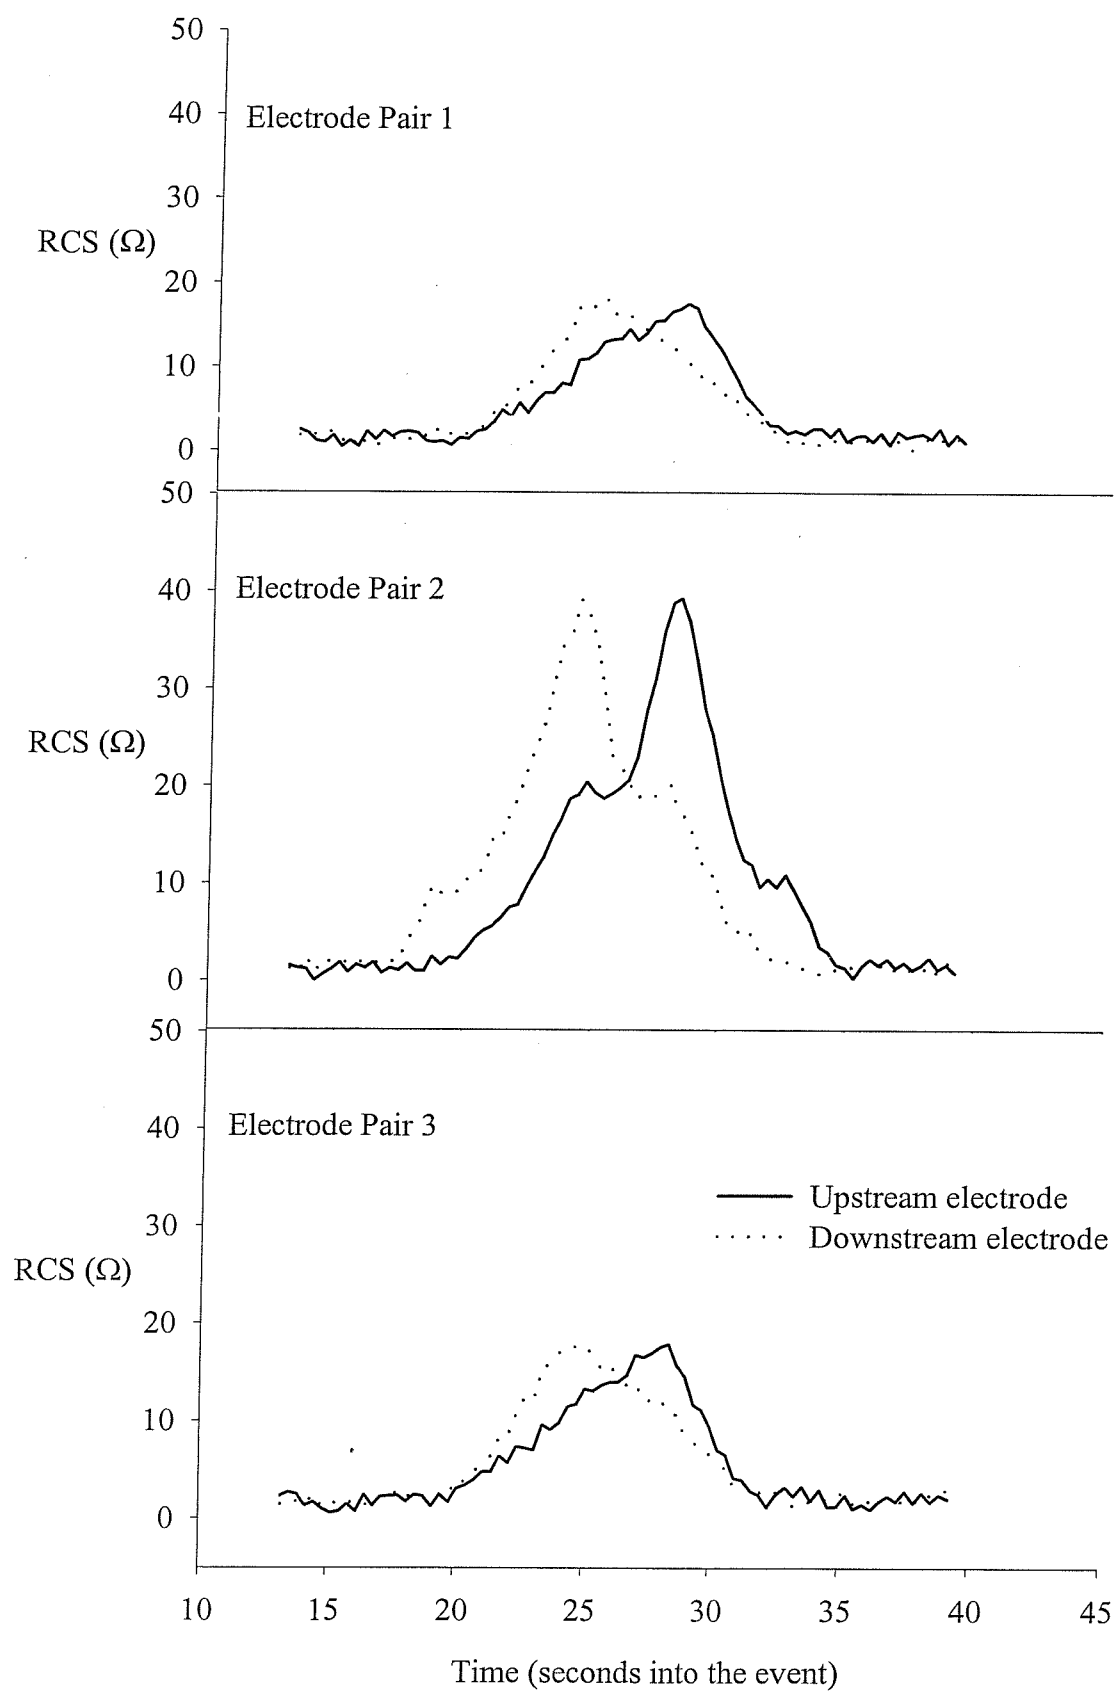 50
40
Electrode Pair 1
30
RCS (Ω)
20
10
0
50
40
Electrode Pair 2
30
RCS (Ω)
20
10
0
50
40
Electrode Pair 3
Upstream electrode
30
Downstream electrode
RCS (Ω)
20
10
0
10 15 20 25 30 35 40 45
Time (seconds into the event)